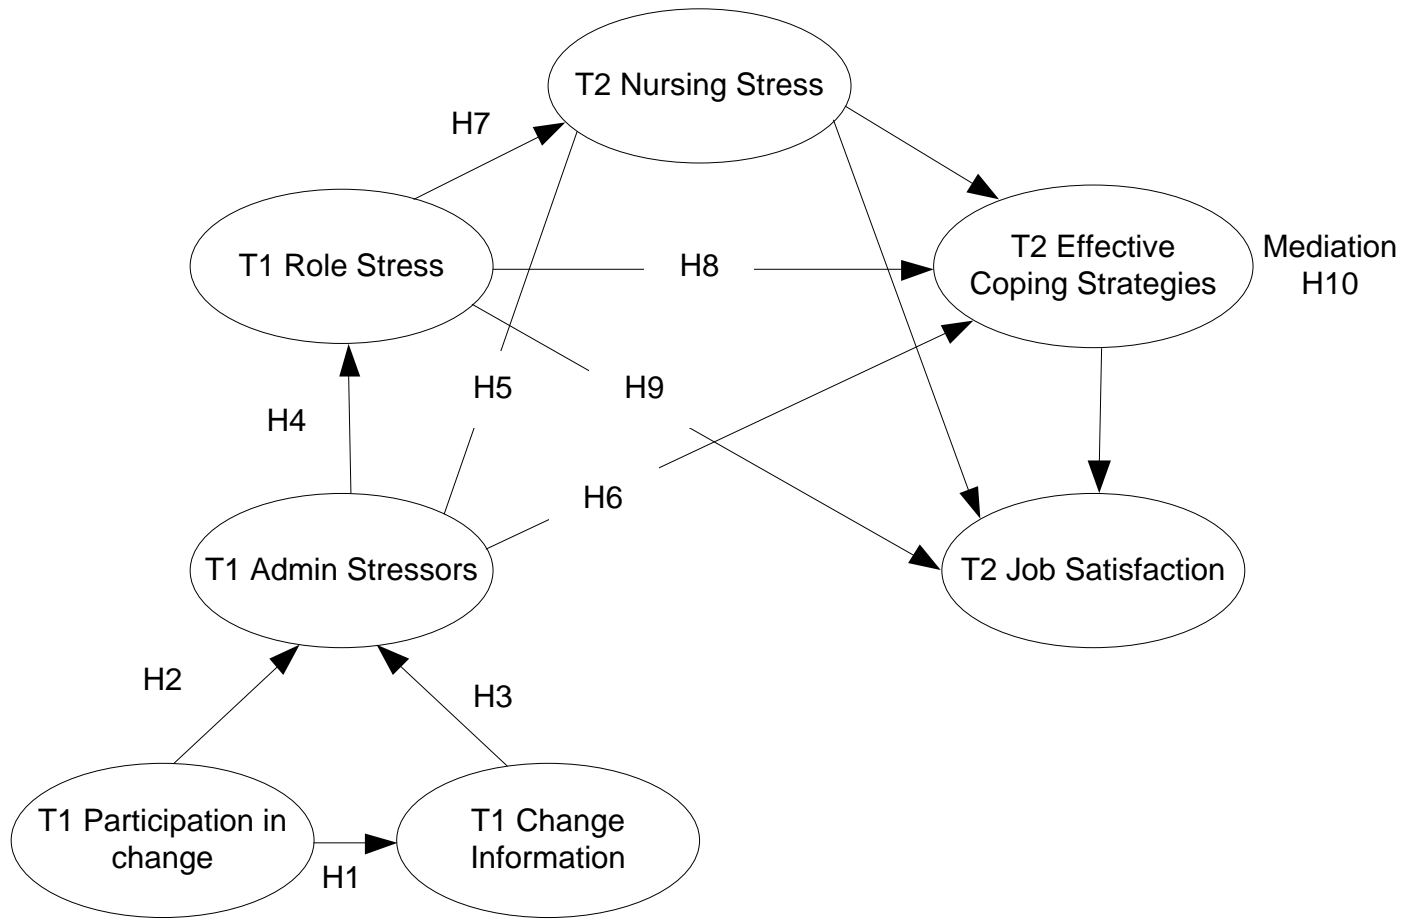 T2 Nursing Stress
H7
T1 Role Stress
H8
T2 Effective
Coping Strategies
Mediation
H10
H5
H9
H4
H6
T1 Admin Stressors
T2 Job Satisfaction
H2
H3
T1 Participation in
change
T1 Change
Information
H1